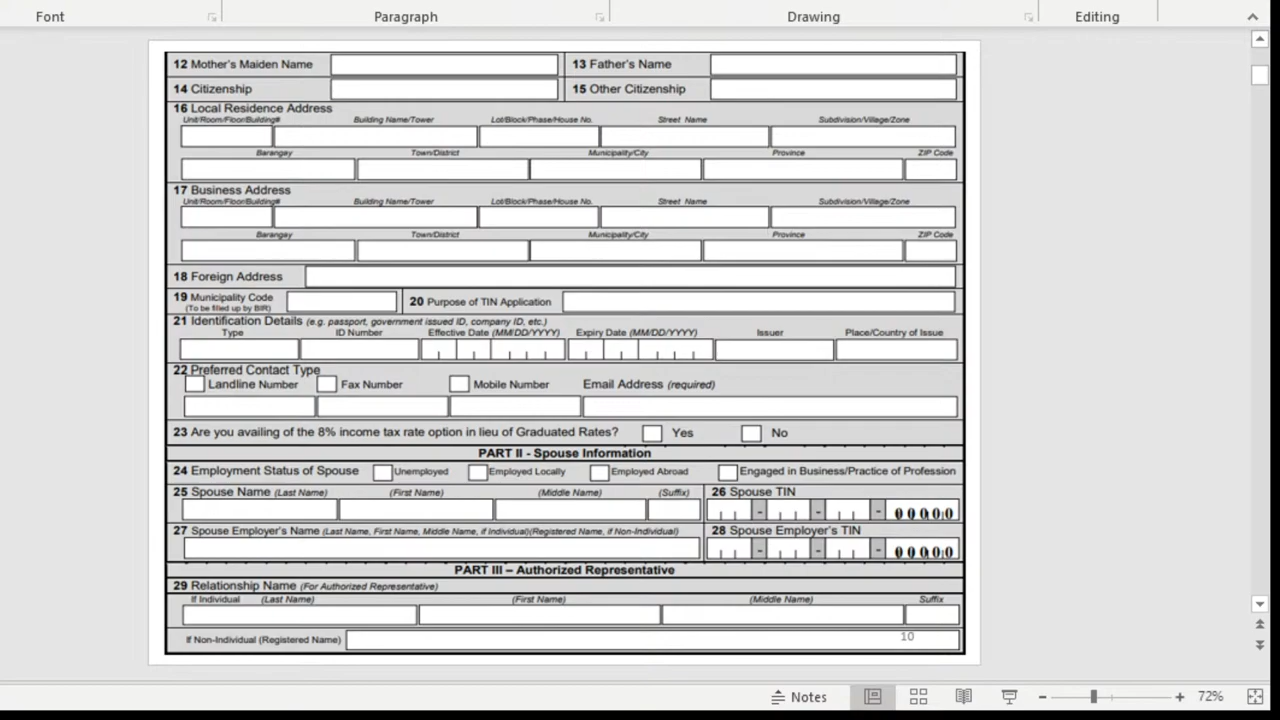 Font Paragraph Drawing Editing
12 Mother's Maiden Name 13 Father's Name
14 Citizenship 15 Other Citizenship
16 Local Residence Address
Unit/Room/Floor/Building# Building Name/Tower Lot/Block/Phase/House No. Street Name Subdivision/Village/Zone
Barangay Town/District Municipality/City Province ZIP Code
17 Business Address
Unit/Room/Floor/Building# Building Name/Tower Lot/Block/Phase/House No. Street Name Subdivision/Village/Zone
Barangay Town/District Municipality/City Province ZIP Code
18 Foreign Address
19 Municipality Code 20 Purpose of TIN Application
(To be filled up by BIR)
21 Identification Details (e.g. passport, government issued ID, company ID, etc.)
Type ID Number Effective Date (MM/DD/YYYY) Expiry Date (MM/DD/YYYY) Issuer Place/Country of Issue
22 Preferred Contact Type
Landline Number Fax Number Mobile Number Email Address (required)
23 Are you availing of the 8% income tax rate option in lieu of Graduated Rates? Yes No
PART II - Spouse Information
24 Employment Status of Spouse Unemployed Employed Locally Employed Abroad Engaged in Business/Practice of Profession
25 Spouse Name (Last Name) (First Name) (Middle Name) (Suffix) 26 Spouse TIN
- - - 0 0 0 0 0
27 Spouse Employer's Name (Last Name, First Name, Middle Name, if Individual)(Registered Name, if Non-Individual) 28 Spouse Employer's TIN
- - - 0 0 0 0 0
PART III – Authorized Representative
29 Relationship Name (For Authorized Representative)
If Individual (Last Name) (First Name) (Middle Name) Suffix
If Non-Individual (Registered Name) 10
Notes 72%